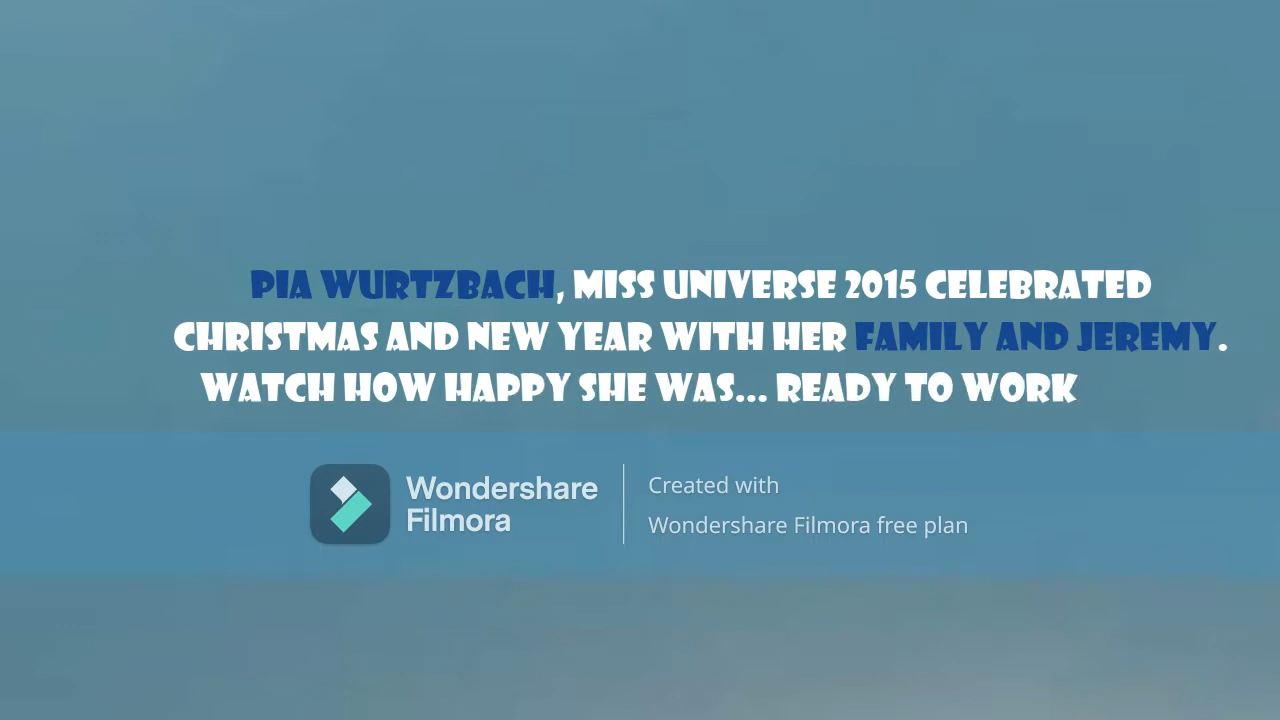 PIA WURTZBACH, MISS UNIVERSE 2015 CELEBRATED
CHRISTMAS AND NEW YEAR WITH HER FAMILY AND JEREMY.
WATCH HOW HAPPY SHE WAS... READY TO WORK
Wondershare
Filmora
Created with
Wondershare Filmora free plan